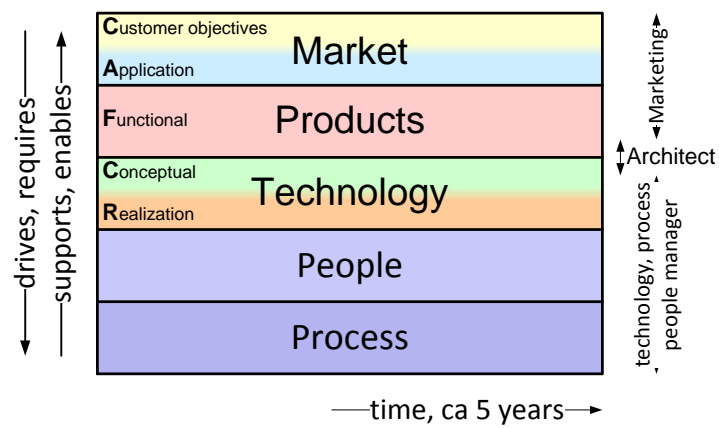 Customer objectives
Market
Application
Functional
Products
Conceptual
Technology
Realization
People
Process
drives, requires
supports, enables
Marketing
Architect
technology, process
people manager
time, ca 5 years